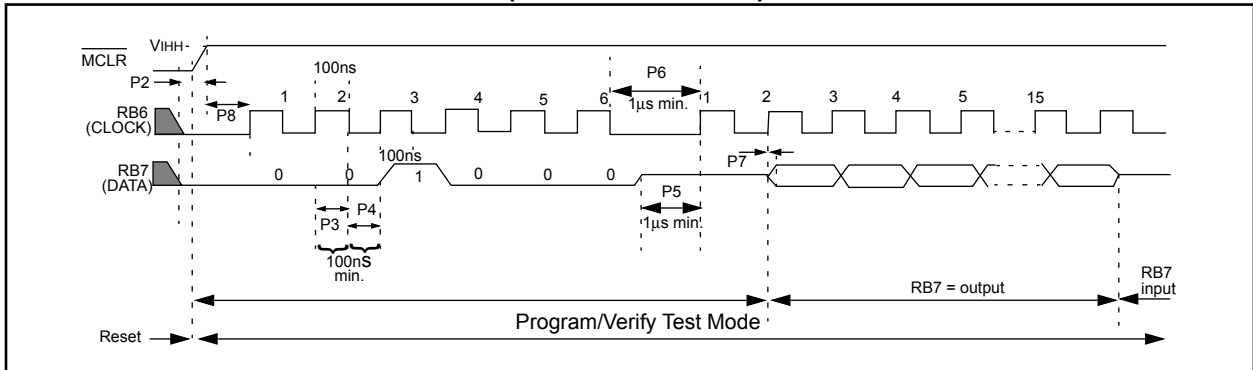 VIHH
MCLR
P2
100ns
P6
1µs min.
P8
1 2 3 4 5 6 1 2 3 4 5 15
RB6
(CLOCK)
100ns
P7
RB7
(DATA)
0 0 1 0 0 0
P5
1µs min.
P3 P4
100ns
min.
RB7 = output
RB7
input
Program/Verify Test Mode
Reset